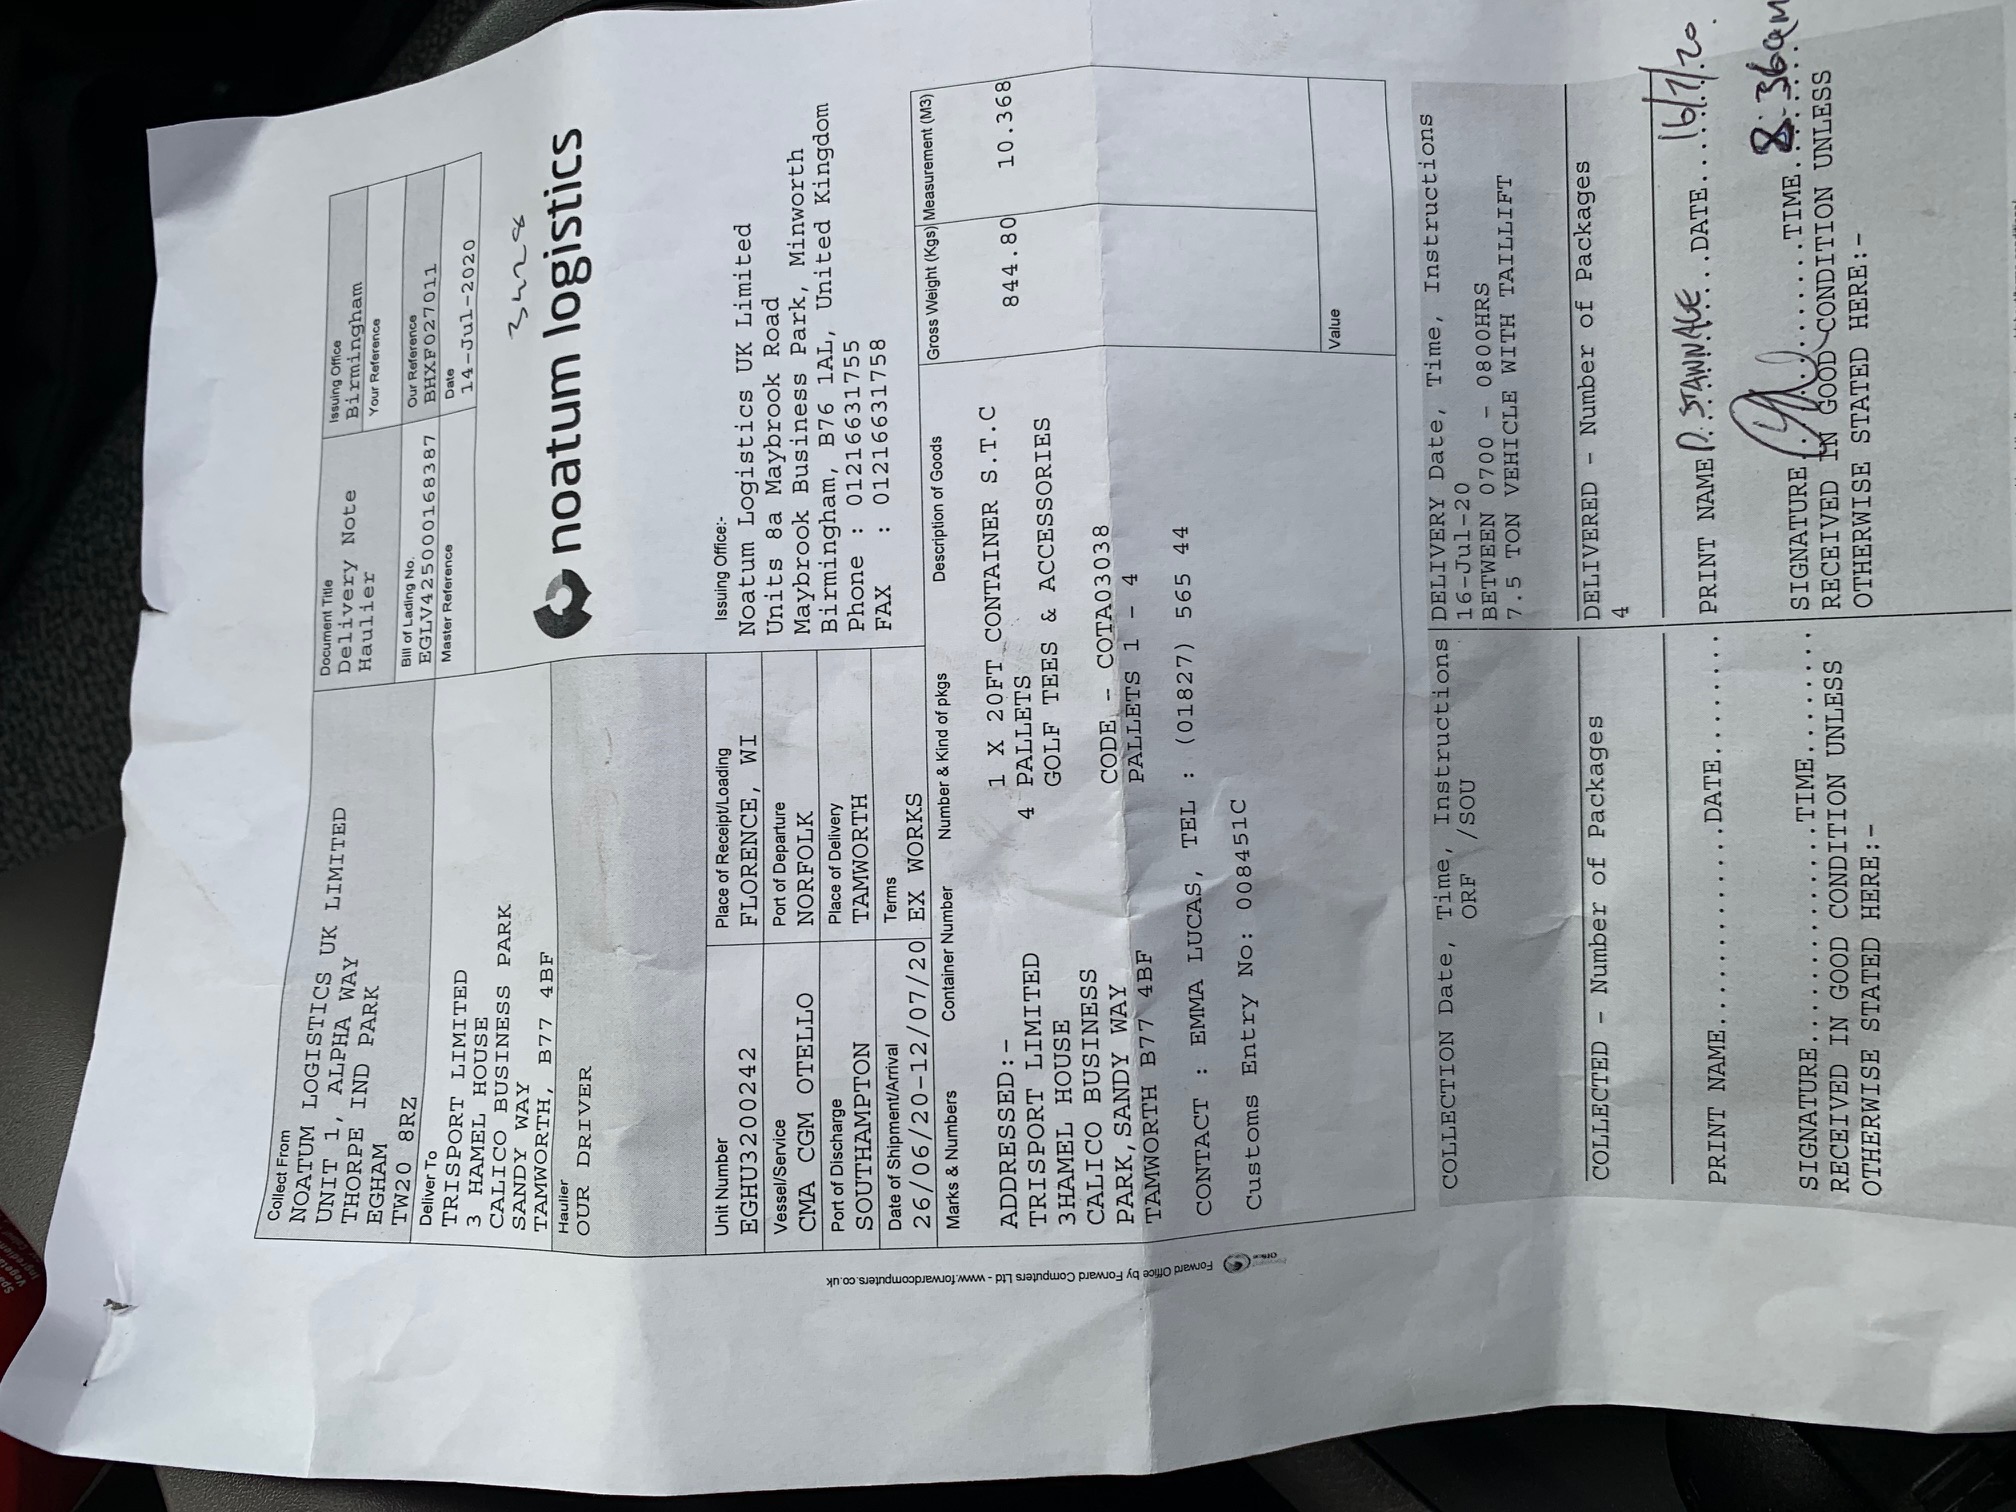 Collect From
NOATUM LOGISTICS UK LIMITED
UNIT 1, ALPHA WAY
THORPE IND PARK
EGHAM
TW20 8RZ
Document Title
Delivery Note
Haulier
Issuing Office
Birmingham
Your Reference
Bill of Lading No.
EGLV425000168387
Our Reference
BHXF027011
Master Reference
Date
14-Jul-2020
Deliver To
TRISPORT LIMITED
3 HAMEL HOUSE
CALICO BUSINESS PARK
SANDY WAY
TAMWORTH, B77 4BF
3428
noatum logistics
Haulier
OUR DRIVER
Unit Number
EGHU3200242
Place of Receipt/Loading
FLORENCE, WI
Vessel/Service
CMA CGM OTELLO
Port of Departure
NORFOLK
Port of Discharge
SOUTHAMPTON
Place of Delivery
TAMWORTH
Date of Shipment/Arrival
26/06/20-12/07/20
Terms
EX WORKS
Issuing Office:-
Noatum Logistics UK Limited
Units 8a Maybrook Road
Maybrook Business Park, Minworth
Birmingham, B76 1AL, United Kingdom
Phone : 01216631755
FAX : 01216631758
Marks & Numbers Container Number Number & Kind of pkgs Description of Goods Gross Weight (Kgs) Measurement (M3)
ADDRESSED:-
TRISPORT LIMITED
3HAMEL HOUSE
CALICO BUSINESS
PARK,SANDY WAY
TAMWORTH B77 4BF
1 X 20FT CONTAINER S.T.C
4 PALLETS
GOLF TEES & ACCESSORIES
CODE - COTA03038
PALLETS 1 - 4
844.80
10.368
CONTACT : EMMA LUCAS, TEL : (01827) 565 44
Customs Entry No: 008451C
Value
Forward Office by Forward Computers Ltd - www.forwardcomputers.co.uk
COLLECTION Date, Time, Instructions
ORF /SOU
DELIVERY Date, Time, Instructions
16-Jul-20
BETWEEN 0700 - 0800HRS
7.5 TON VEHICLE WITH TAILLIFT
COLLECTED - Number of Packages
DELIVERED - Number of Packages
4
PRINT NAME.............DATE........
PRINT NAME D. STAWNAGE...DATE....16/7/20
SIGNATURE..............TIME........
SIGNATURE.........TIME.8:36am
RECEIVED IN GOOD CONDITION UNLESS
OTHERWISE STATED HERE:-
RECEIVED IN GOOD CONDITION UNLESS
OTHERWISE STATED HERE:-